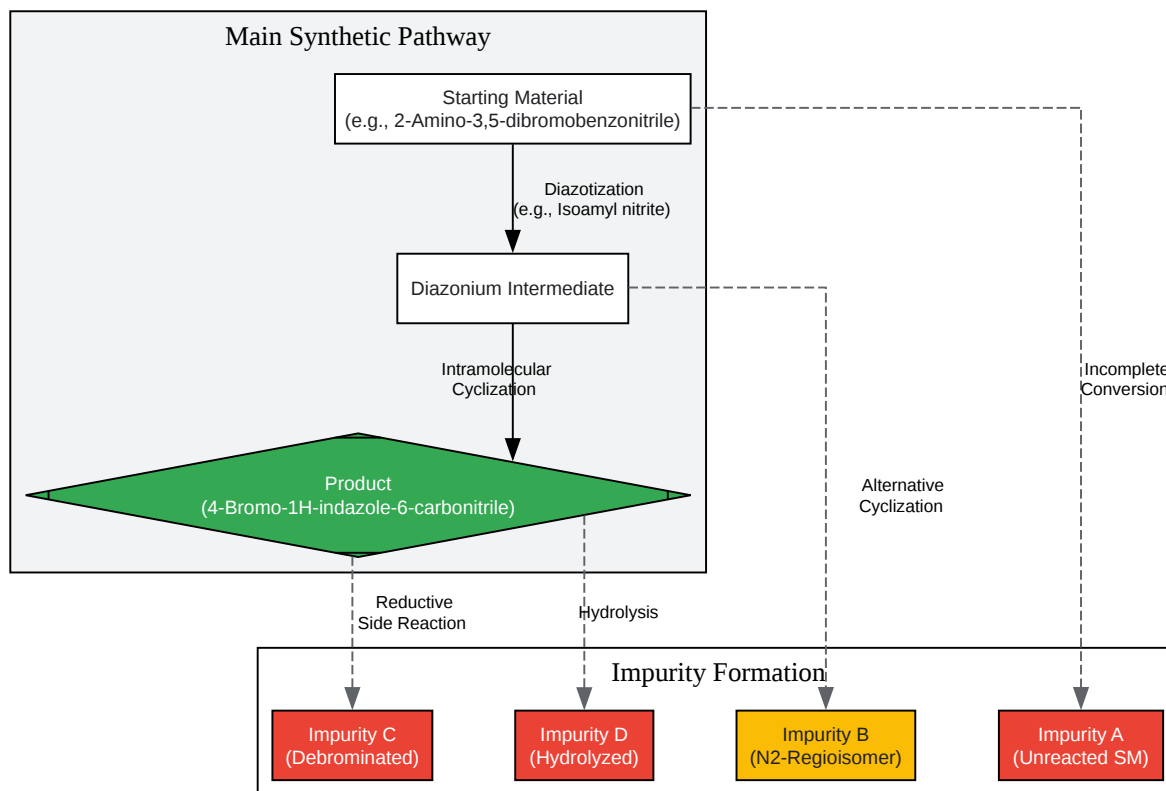 Main Synthetic Pathway
Starting Material
(e.g., 2-Amino-3,5-dibromobenzonitrile)
Diazotization
(e.g., Isoamyl nitrite)
Diazonium Intermediate
Intramolecular
Cyclization
Incomplete
Conversion
Product
(4-Bromo-1H-indazole-6-carbonitrile)
Alternative
Cyclization
Reductive
Side Reaction
Hydrolysis
Impurity Formation
Impurity C
(Debrominated)
Impurity D
(Hydrolyzed)
Impurity B
(N2-Regioisomer)
Impurity A
(Unreacted SM)